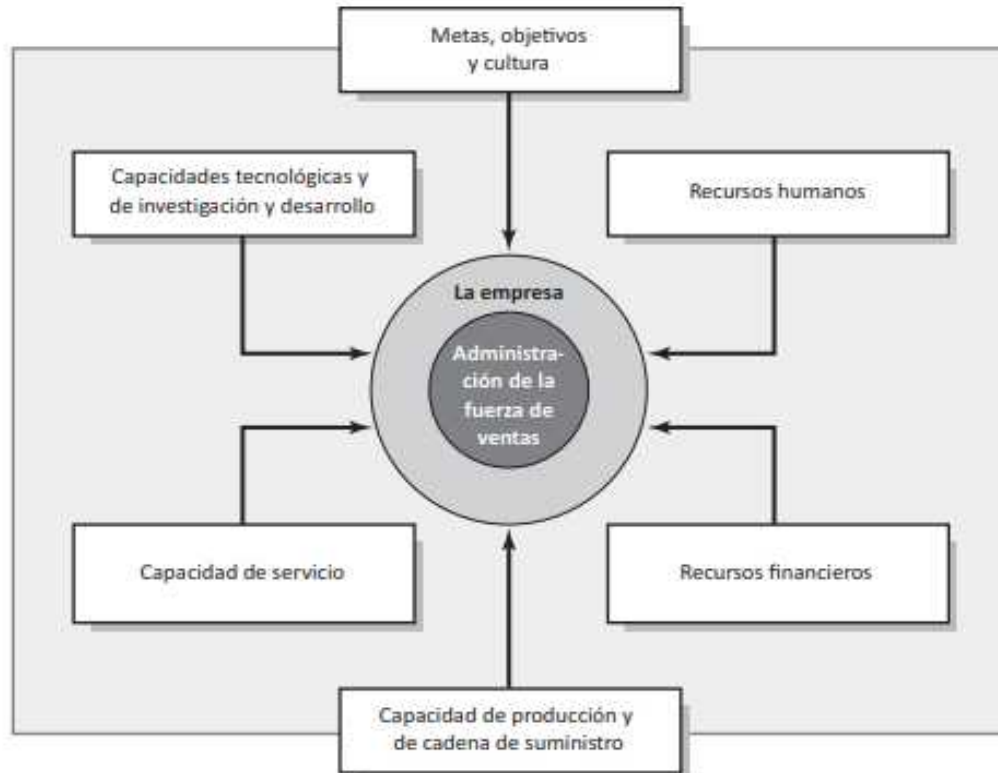 Metas, objetivos
y cultura
Capacidades tecnológicas y
de investigación y desarrollo
Recursos humanos
La empresa
Administra-
ción de la
fuerza de
ventas
Capacidad de servicio
Recursos financieros
Capacidad de producción y
de cadena de suministro